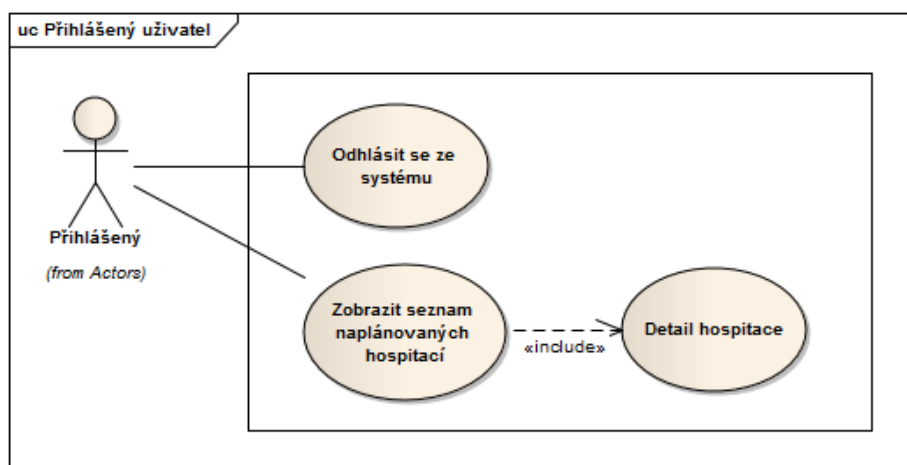 uc Přihlášený uživatel
Odhlásit se ze
systému
Přihlášený
(from Actors)
Zobrazit seznam
naplánovaných
hospitací
«include»
Detail hospitace